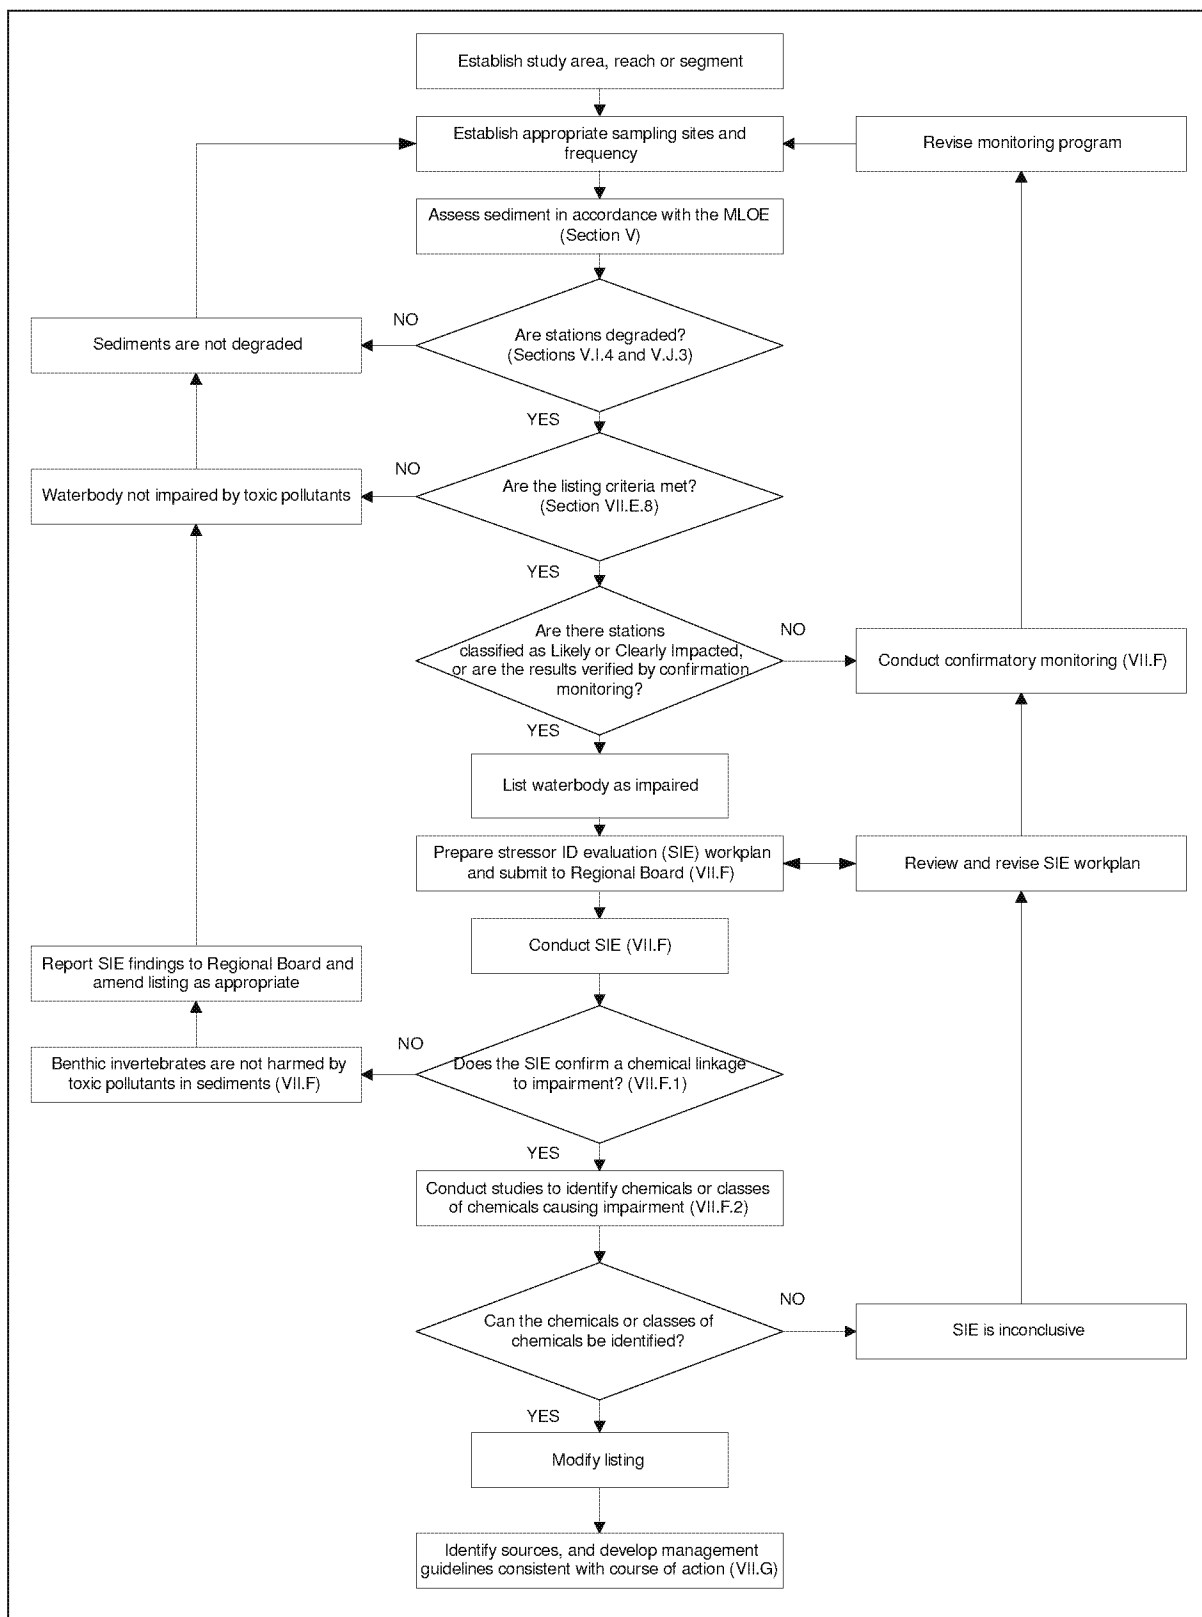 Establish study area, reach or segment
Establish appropriate sampling sites and
frequency
Revise monitoring program
Assess sediment in accordance with the MLOE
(Section V)
NO
Are stations degraded?
(Sections V.I.4 and V.J.3)
Sediments are not degraded
YES
NO
Are the listing criteria met?
(Section VII.E.8)
Waterbody not impaired by toxic pollutants
YES
Are there stations
classified as Likely or Clearly Impacted,
or are the results verified by confirmation
monitoring?
NO
Conduct confirmatory monitoring (VII.F)
YES
List waterbody as impaired
Prepare stressor ID evaluation (SIE) workplan
and submit to Regional Board (VII.F)
Review and revise SIE workplan
Conduct SIE (VII.F)
Report SIE findings to Regional Board and
amend listing as appropriate
NO
Benthic invertebrates are not harmed by
toxic pollutants in sediments (VII.F)
Does the SIE confirm a chemical linkage
to impairment? (VII.F.1)
YES
Conduct studies to identify chemicals or classes
of chemicals causing impairment (VII.F.2)
NO
Can the chemicals or classes of
chemicals be identified?
SIE is inconclusive
YES
Modify listing
Identify sources, and develop management
guidelines consistent with course of action (VII.G)